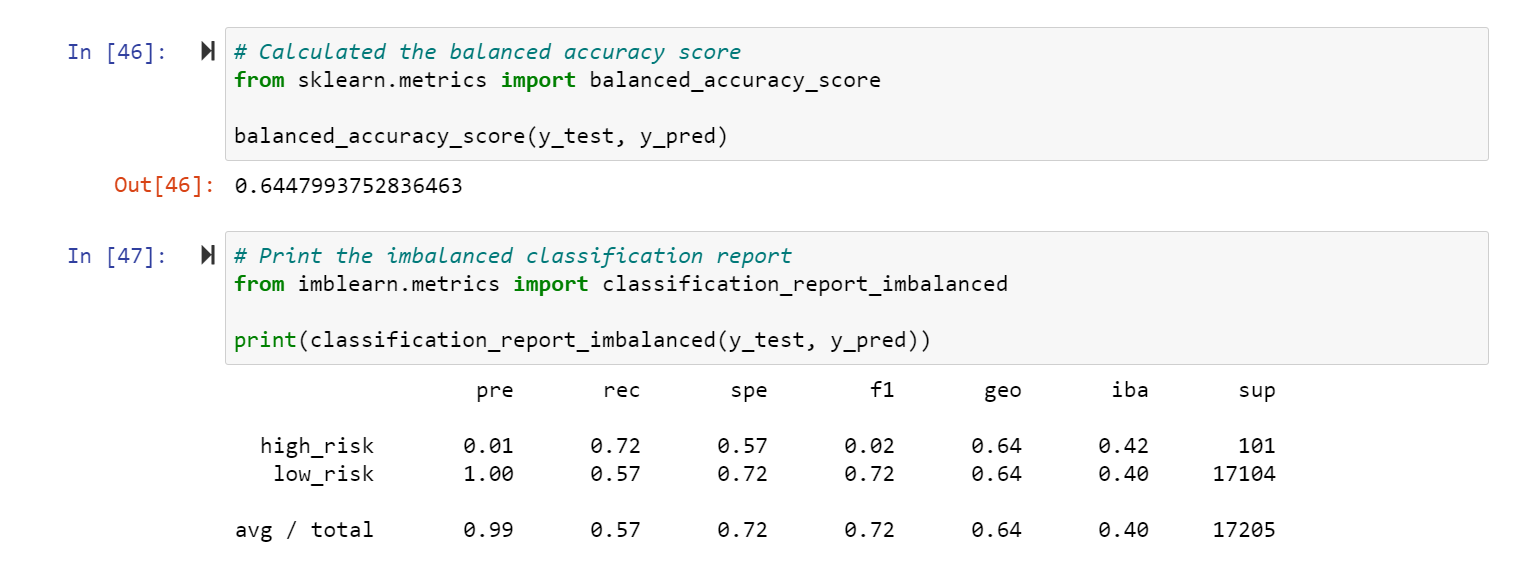 In [46]: # Calculated the balanced accuracy score
from sklearn.metrics import balanced_accuracy_score
balanced_accuracy_score(y_test, y_pred)
Out[46]: 0.6447993752836463
In [47]: # Print the imbalanced classification report
from imblearn.metrics import classification_report_imbalanced
print(classification_report_imbalanced(y_test, y_pred))
pre rec spe f1 geo iba sup
high_risk 0.01 0.72 0.57 0.02 0.64 0.42 101
low_risk 1.00 0.57 0.72 0.72 0.64 0.40 17104
avg / total 0.99 0.57 0.72 0.72 0.64 0.40 17205